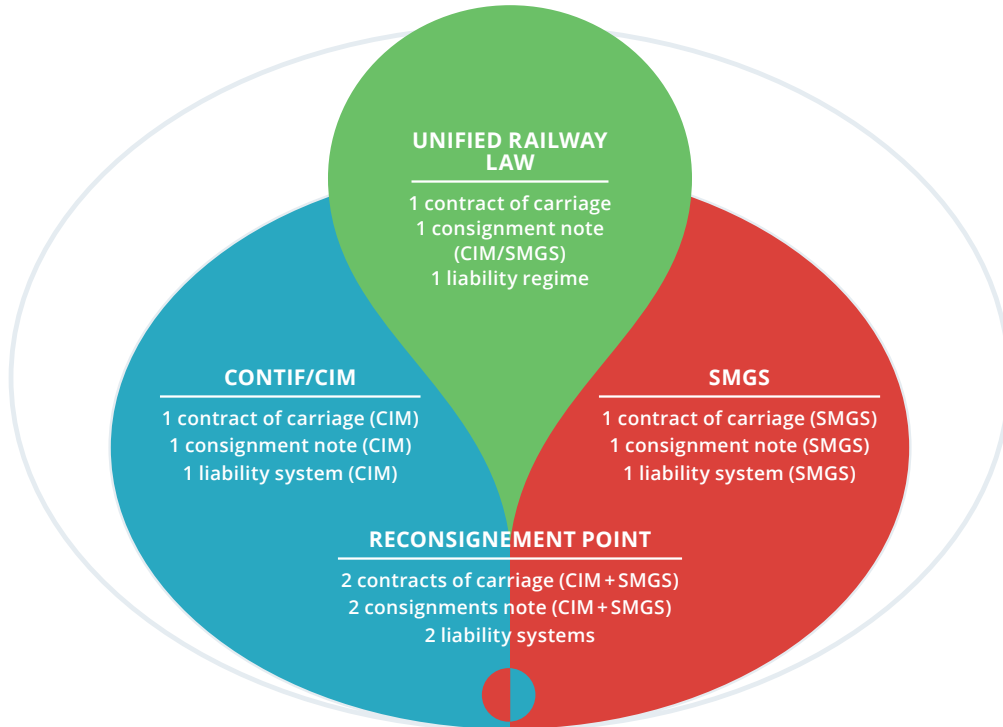 UNIFIED RAILWAY
LAW
1 contract of carriage
1 consignment note
(CIM/SMGS)
1 liability regime
CONTIF/CIM
1 contract of carriage (CIM)
1 consignment note (CIM)
1 liability system (CIM)
SMGS
1 contract of carriage (SMGS)
1 consignment note (SMGS)
1 liability system (SMGS)
RECONSIGNEMENT POINT
2 contracts of carriage (CIM + SMGS)
2 consignments note (CIM + SMGS)
2 liability systems